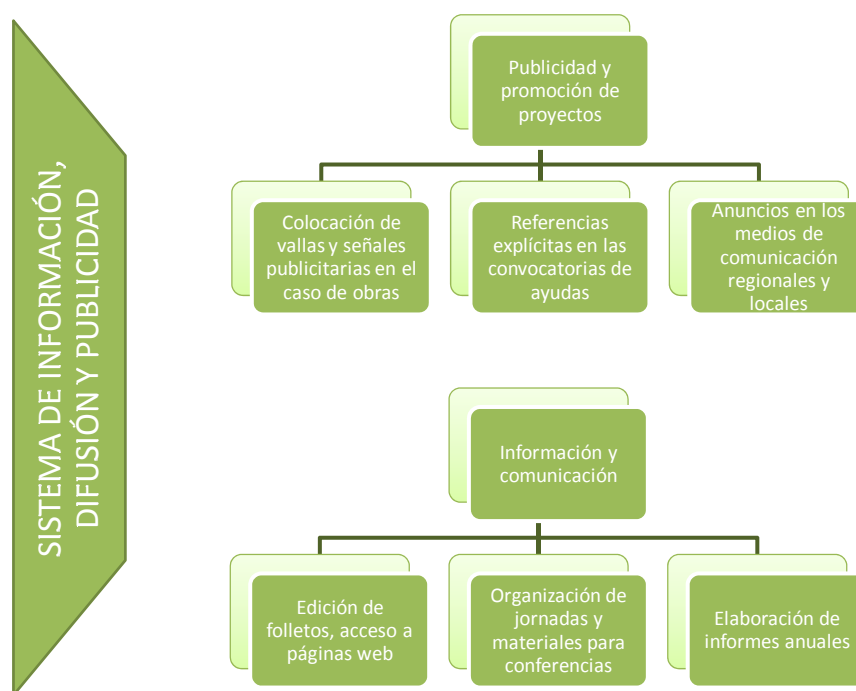 SISTEMA DE INFORMACIÓN,
DIFUSIÓN Y PUBLICIDAD
Publicidad y
promoción de
proyectos
Colocación de
vallas y señales
publicitarias en el
caso de obras
Referencias
explícitas en las
convocatorias de
ayudas
Anuncios en los
medios de
comunicación
regionales y
locales
Información y
comunicación
Edición de
folletos, acceso a
páginas web
Organización de
jornadas y
materiales para
conferencias
Elaboración de
informes anuales